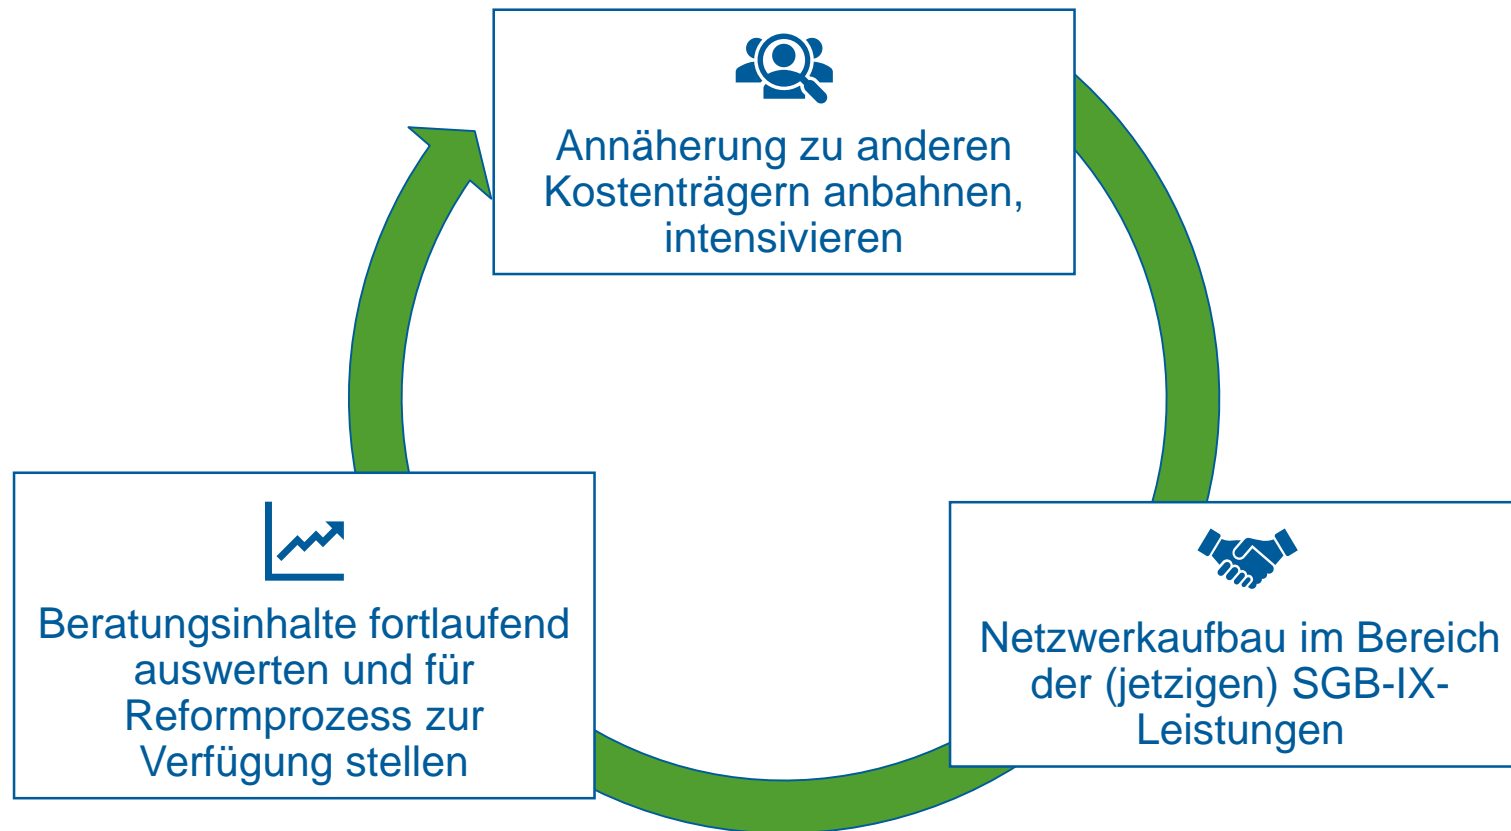 Annäherung zu anderen
Kostenträgern anbahnen,
intensivieren
Beratungsinhalte fortlaufend
auswerten und für
Reformprozess zur
Verfügung stellen
Netzwerkaufbau im Bereich
der (jetzigen) SGB-IX-
Leistungen